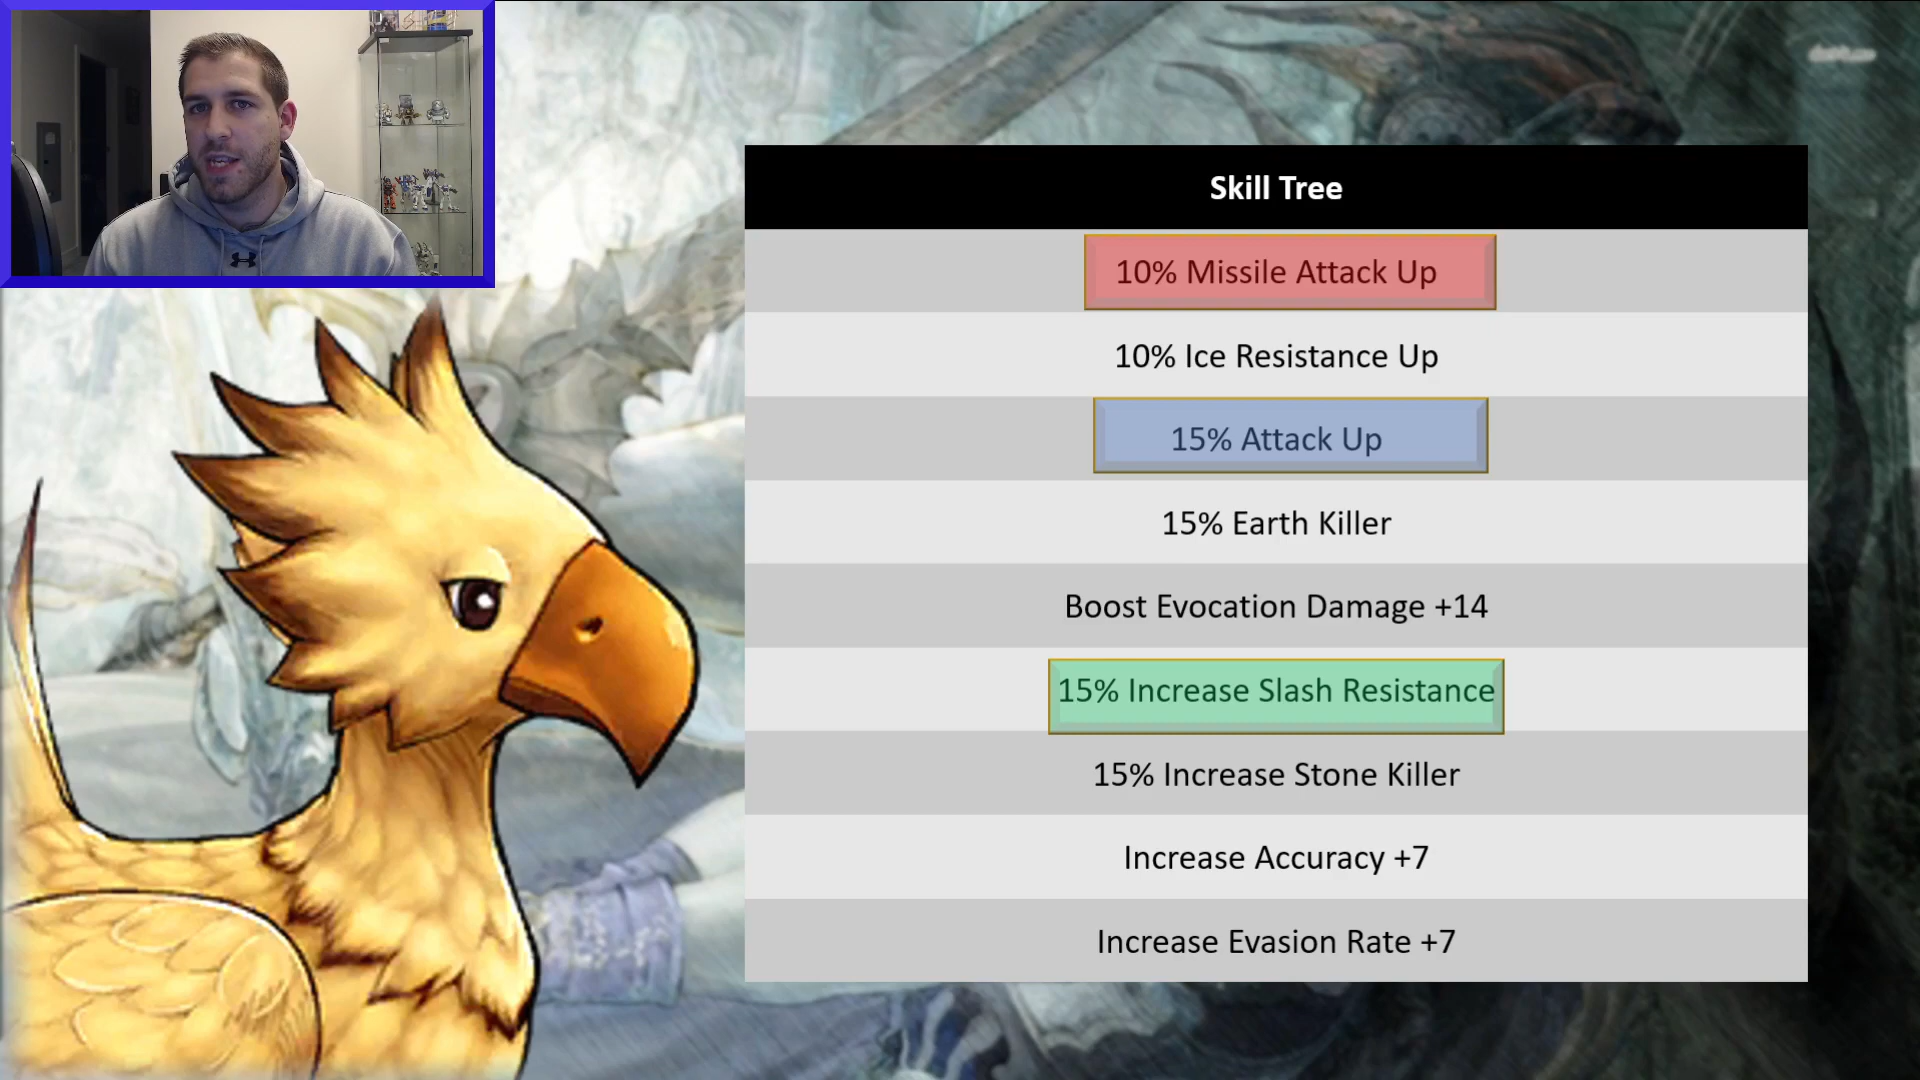 Skill Tree
10% Missile Attack Up
10% Ice Resistance Up
15% Attack Up
15% Earth Killer
Boost Evocation Damage +14
15% Increase Slash Resistance
15% Increase Stone Killer
Increase Accuracy +7
Increase Evasion Rate +7